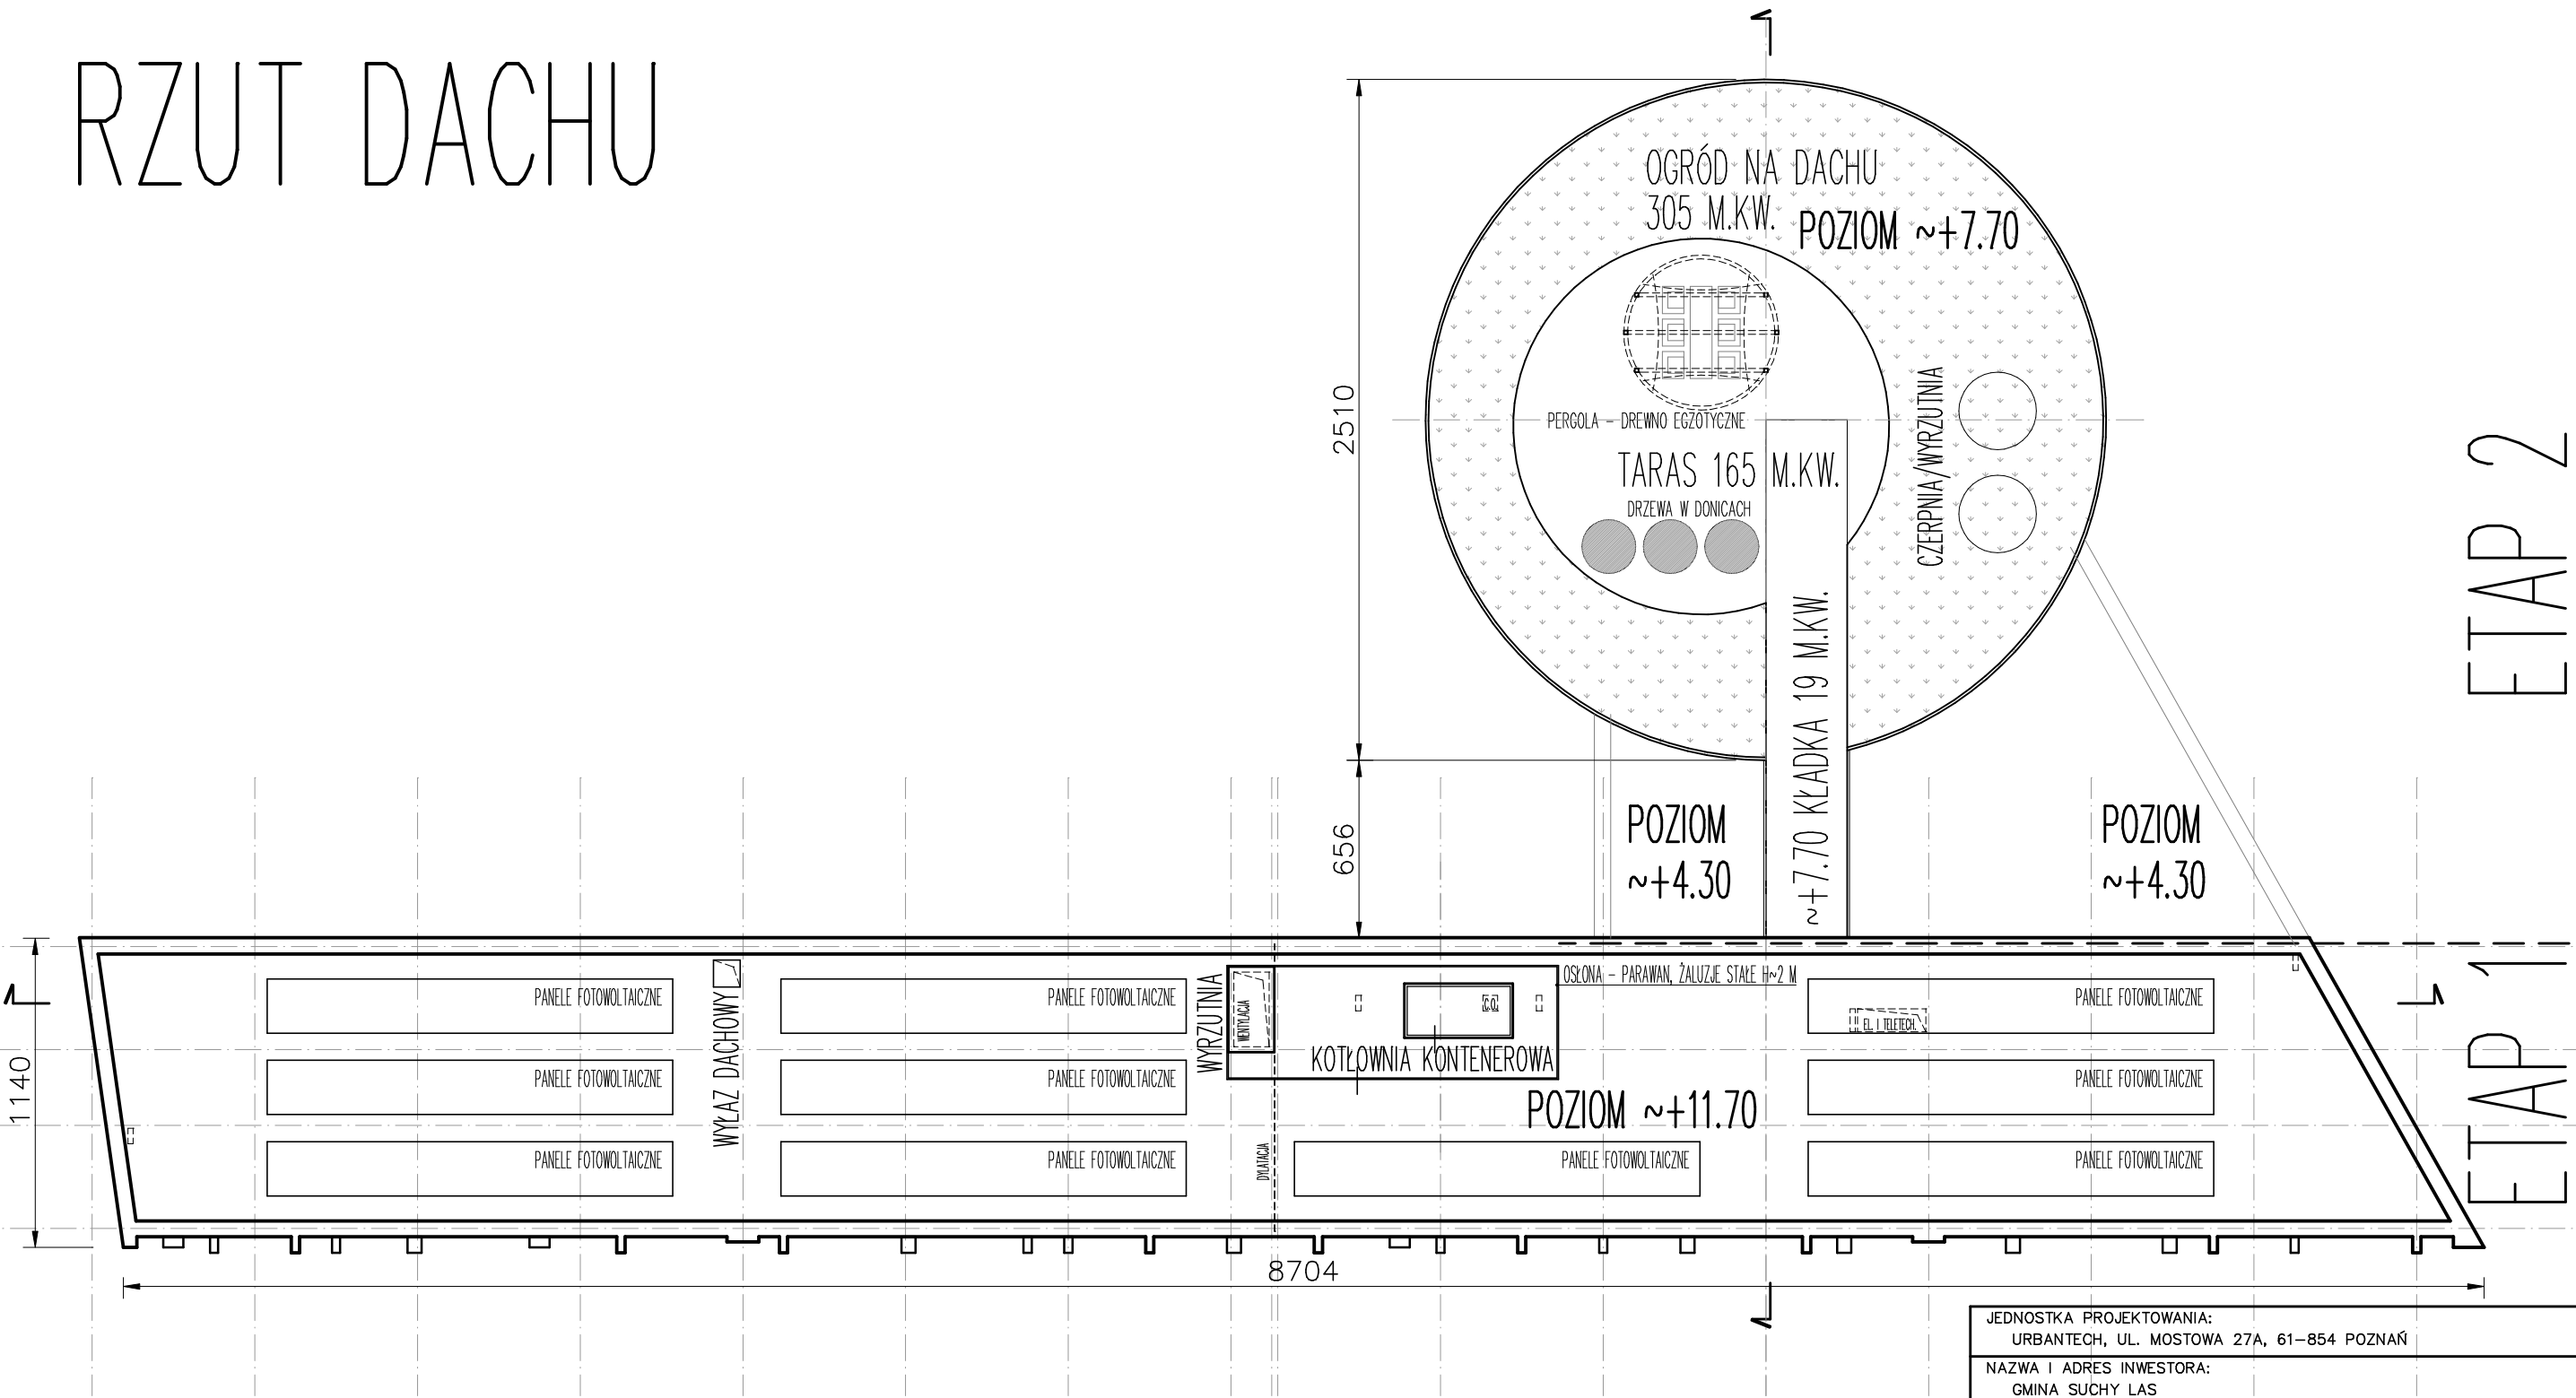 RZUT DACHU
OGRÓD NA DACHU
305 M.KW.
POZIOM ~+7.70
2510
PERGOLA - DREWNO EGZOTYCZNE
CZERPNIA/WYRZUTNIA
TARAS 165 M.KW.
DRZEWA W DONICACH
ETAP 2
~+7.70 KŁADKA 19 M.KW.
656
POZIOM
~+4.30
POZIOM
~+4.30
OSŁONA - PARAWAN, ŻALUZJE STAŁE H~2 M
PANELE FOTOWOLTAICZNE
WYŁAZ DACHOWY
PANELE FOTOWOLTAICZNE
WYRZUTNIA
WENTYLACJA
C.O.
PANELE FOTOWOLTAICZNE
EL. I TELETECH.
ETAP 1
1140
KOTŁOWNIA KONTENEROWA
PANELE FOTOWOLTAICZNE
PANELE FOTOWOLTAICZNE
PANELE FOTOWOLTAICZNE
POZIOM ~+11.70
DYLATACJA
PANELE FOTOWOLTAICZNE
PANELE FOTOWOLTAICZNE
PANELE FOTOWOLTAICZNE
PANELE FOTOWOLTAICZNE
8704
JEDNOSTKA PROJEKTOWANIA:
URBANTECH, UL. MOSTOWA 27A, 61-854 POZNAŃ
NAZWA I ADRES INWESTORA:
GMINA SUCHY LAS